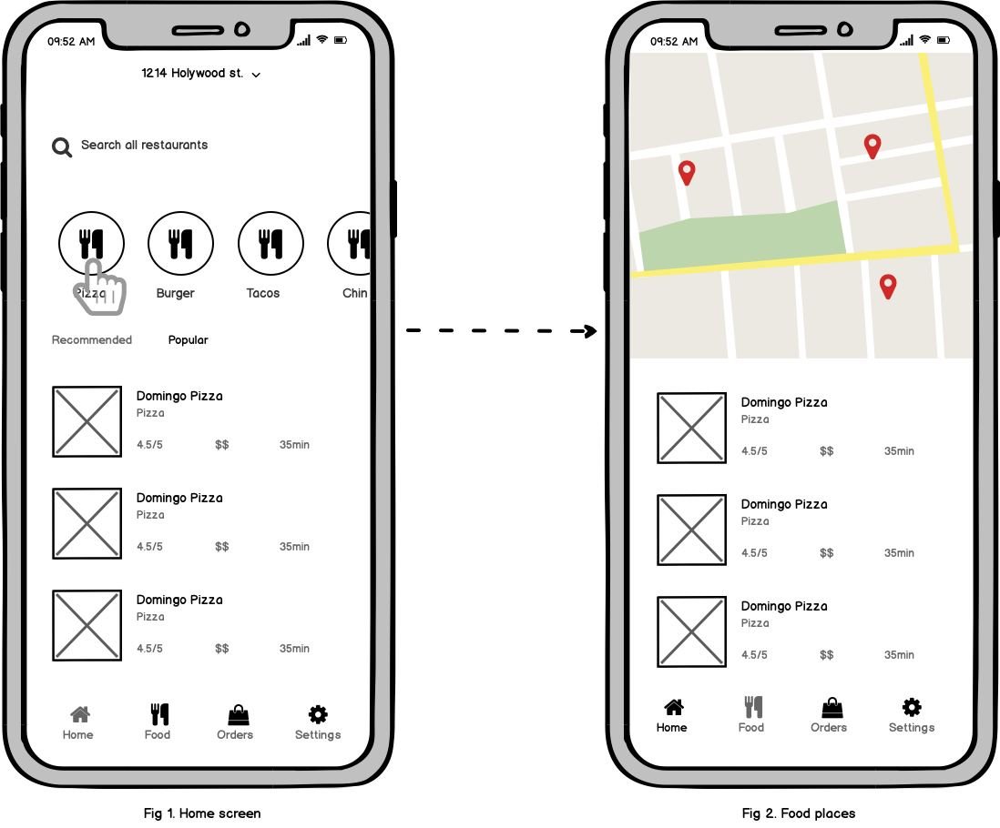 09:52 AM
1214 Holywood st.
Search all restaurants
Pizza
Burger
Tacos
Chin
Recommended
Popular
Domingo Pizza
Pizza
4.5/5
$$
35min
Domingo Pizza
Pizza
4.5/5
$$
35min
Domingo Pizza
Pizza
4.5/5
$$
35min
Home
Food
Orders
Settings
Fig 1. Home screen
09:52 AM
Domingo Pizza
Pizza
4.5/5
$$
35min
Domingo Pizza
Pizza
4.5/5
$$
35min
Domingo Pizza
Pizza
4.5/5
$$
35min
Home
Food
Orders
Settings
Fig 2. Food places